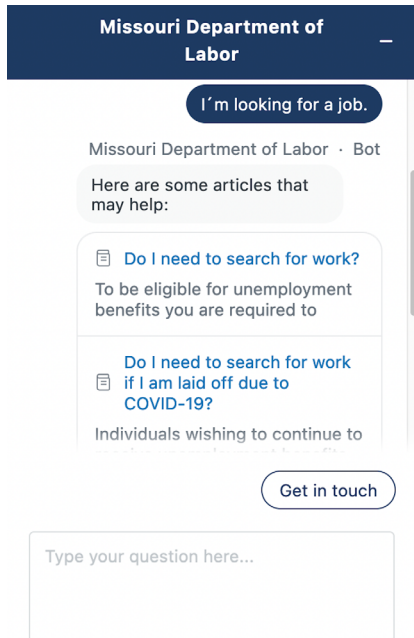 Missouri Department of
Labor
I´m looking for a job.
Missouri Department of Labor · Bot
Here are some articles that
may help:
Do I need to search for work?
To be eligible for unemployment
benefits you are required to
Do I need to search for work
if I am laid off due to
COVID-19?
Individuals wishing to continue to
Get in touch
Type your question here...